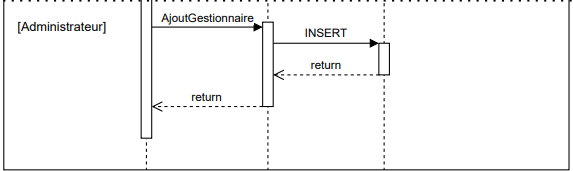 [Administrateur]
AjoutGestionnaire
INSERT
return
return